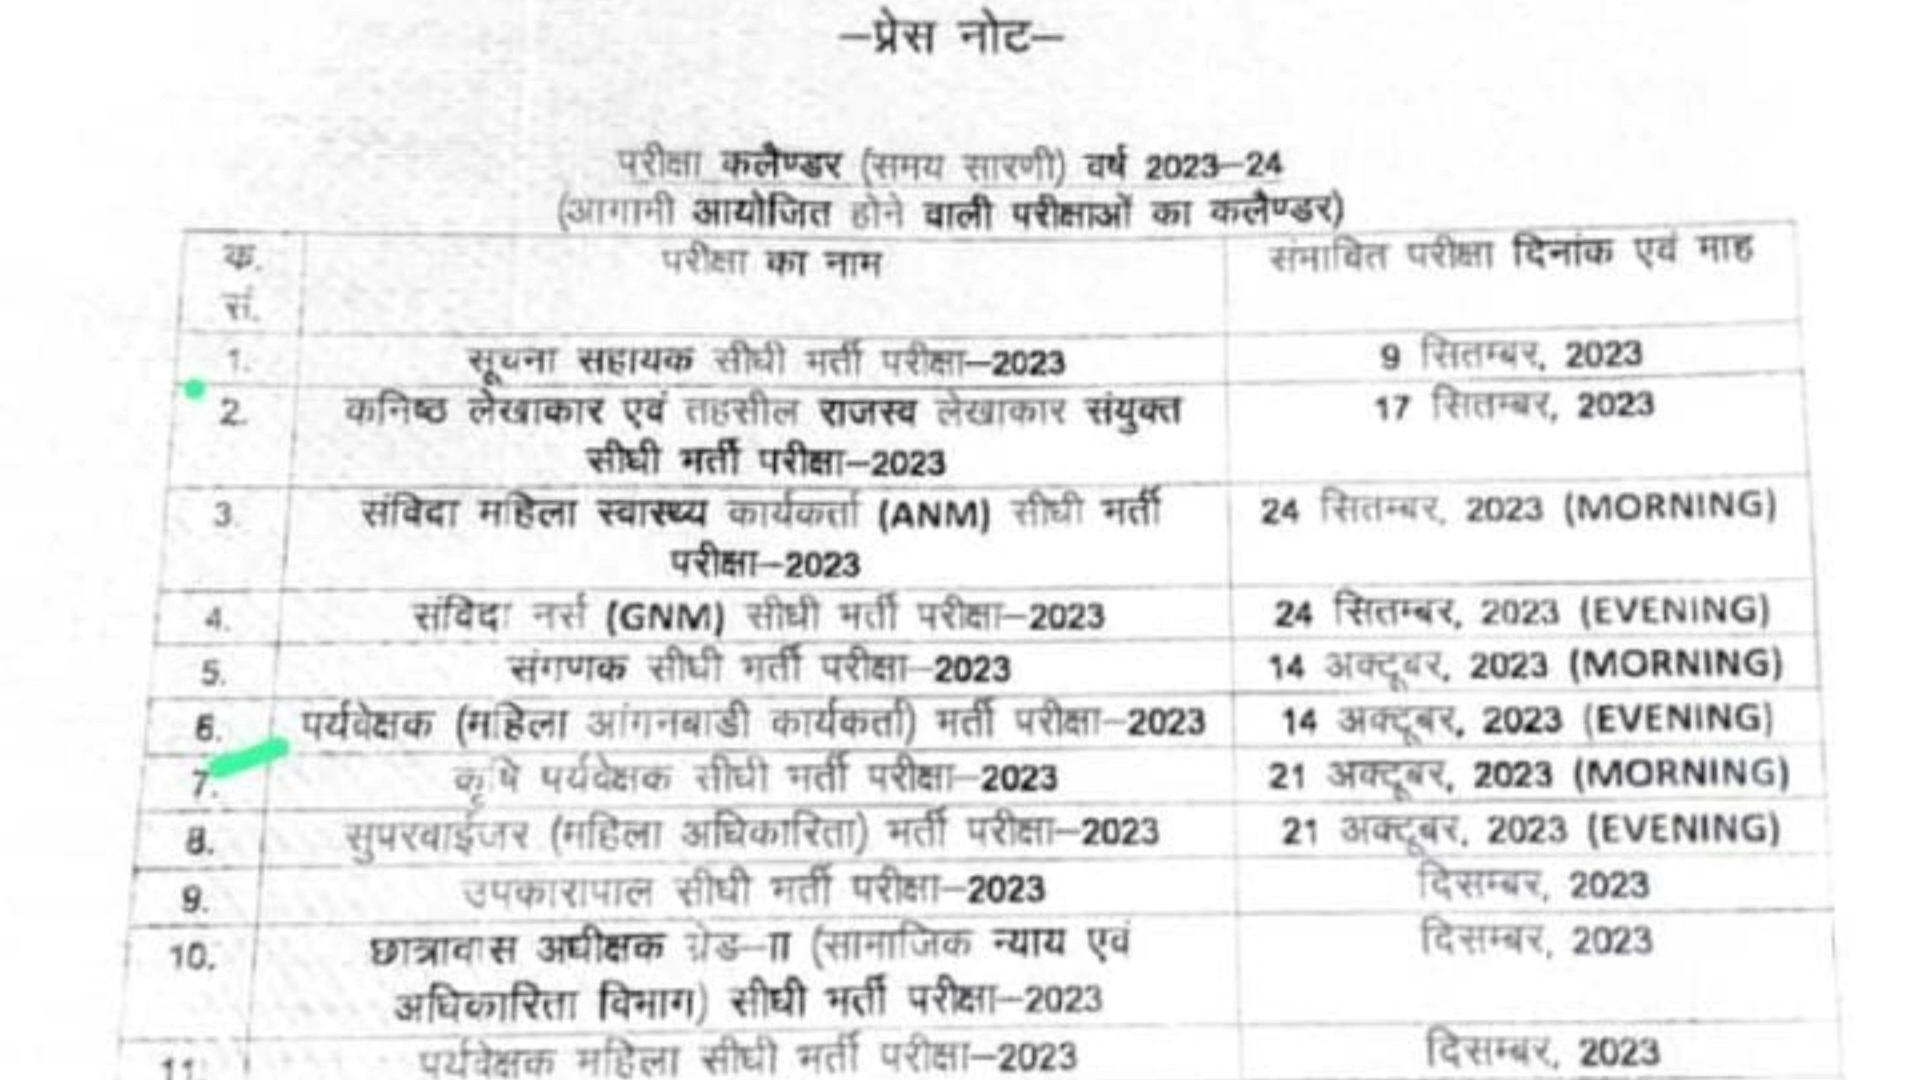 –प्रेस नोट–
परीक्षा कलैण्डर (समय सारणी) वर्ष 2023–24
(आगामी आयोजित होने वाली परीक्षाओं का कलैण्डर)
क. सं. परीक्षा का नाम संभावित परीक्षा दिनांक एवं माह
1. सूचना सहायक सीधी भर्ती परीक्षा–2023 9 सितम्बर, 2023
2. कनिष्ठ लेखाकार एवं तहसील राजस्व लेखाकार संयुक्त 17 सितम्बर, 2023
सीधी भर्ती परीक्षा–2023
3. संविदा महिला स्वास्थ्य कार्यकर्ता (ANM) सीधी भर्ती 24 सितम्बर, 2023 (MORNING)
परीक्षा–2023
4. संविदा नर्स (GNM) सीधी भर्ती परीक्षा–2023 24 सितम्बर, 2023 (EVENING)
5. संगणक सीधी भर्ती परीक्षा–2023 14 अक्टूबर, 2023 (MORNING)
6. पर्यवेक्षक (महिला आंगनबाडी कार्यकर्ता) भर्ती परीक्षा–2023 14 अक्टूबर, 2023 (EVENING)
7. कृषि पर्यवेक्षक सीधी भर्ती परीक्षा–2023 21 अक्टूबर, 2023 (MORNING)
8. सुपरवाईजर (महिला अधिकारिता) भर्ती परीक्षा–2023 21 अक्टूबर, 2023 (EVENING)
9. उपकारापाल सीधी भर्ती परीक्षा–2023 दिसम्बर, 2023
10. छात्रावास अधीक्षक ग्रेड–II (सामाजिक न्याय एवं दिसम्बर, 2023
अधिकारिता विभाग) सीधी भर्ती परीक्षा–2023
11. पर्यवेक्षक महिला सीधी भर्ती परीक्षा–2023 दिसम्बर, 2023